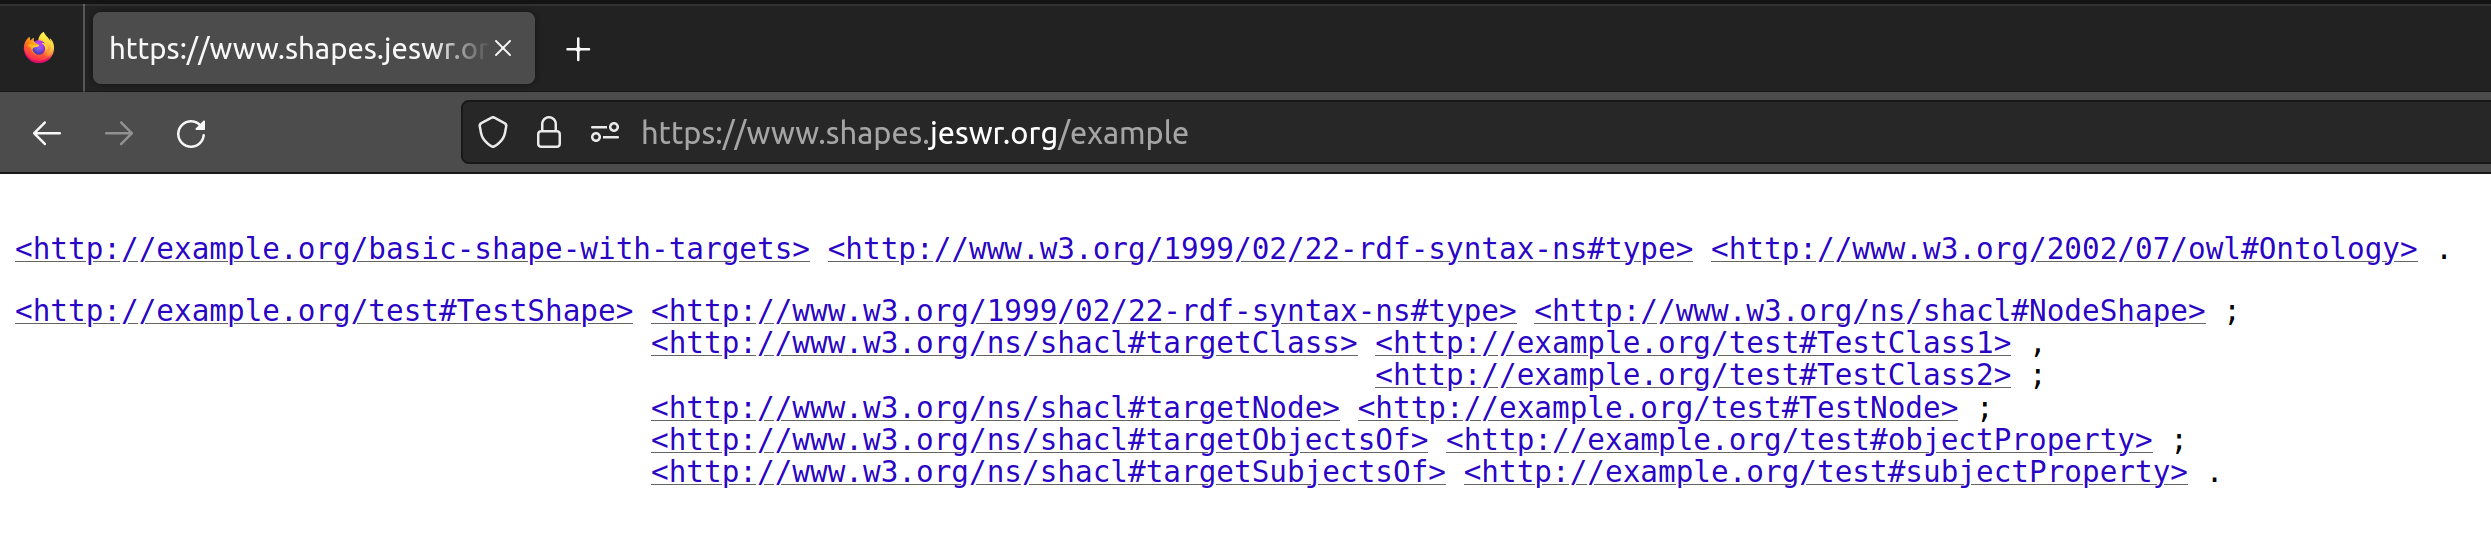 https://www.shapes.jeswr.or
https://www.shapes.jeswr.org/example
<http://example.org/basic-shape-with-targets> <http://www.w3.org/1999/02/22-rdf-syntax-ns#type> <http://www.w3.org/2002/07/owl#Ontology> .
<http://example.org/test#TestShape> <http://www.w3.org/1999/02/22-rdf-syntax-ns#type> <http://www.w3.org/ns/shacl#NodeShape> ;
<http://www.w3.org/ns/shacl#targetClass> <http://example.org/test#TestClass1> ,
<http://example.org/test#TestClass2> ;
<http://www.w3.org/ns/shacl#targetNode> <http://example.org/test#TestNode> ;
<http://www.w3.org/ns/shacl#targetObjectsOf> <http://example.org/test#objectProperty> ;
<http://www.w3.org/ns/shacl#targetSubjectsOf> <http://example.org/test#subjectProperty> .